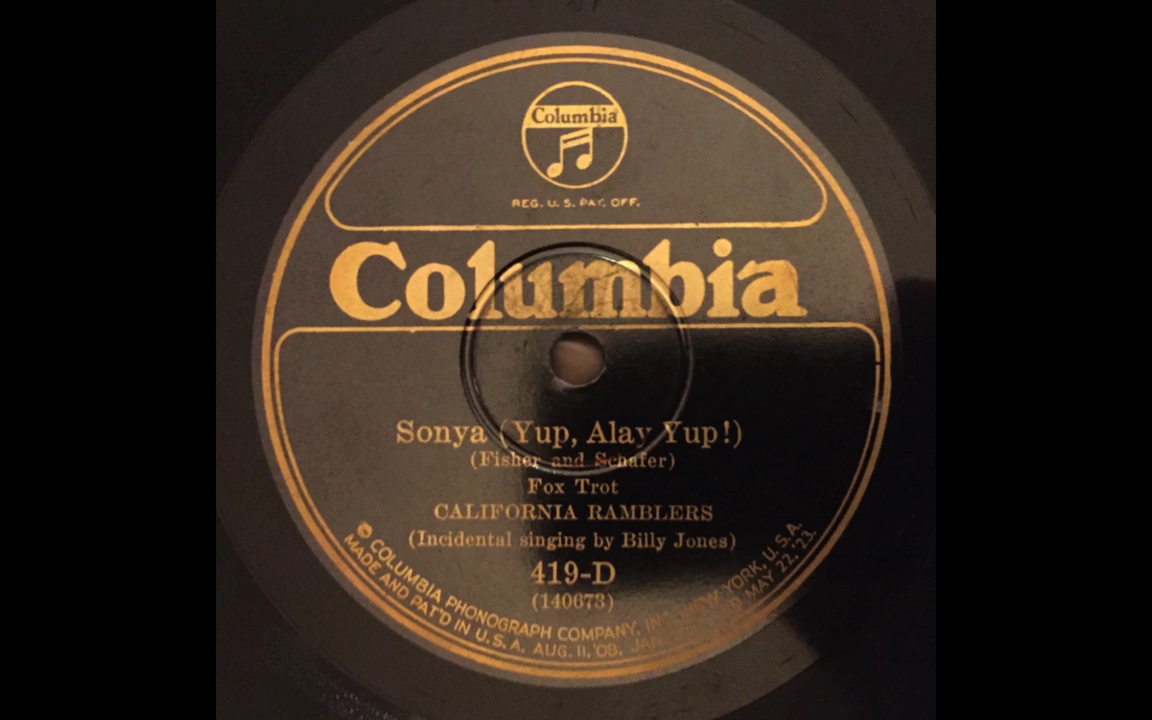 Columbia
REG. U. S. PAT. OFF.
Columbia
Sonya (Yup, Alay Yup!)
(Fisher and Schafer)
Fox Trot
CALIFORNIA RAMBLERS
(Incidental singing by Billy Jones)
419-D
(140673)
© COLUMBIA PHONOGRAPH COMPANY, INC. NEW YORK, U. S. A.
MADE AND PAT'D IN U. S. A. AUG. 11, '08, JAN. MAY 22, '23.